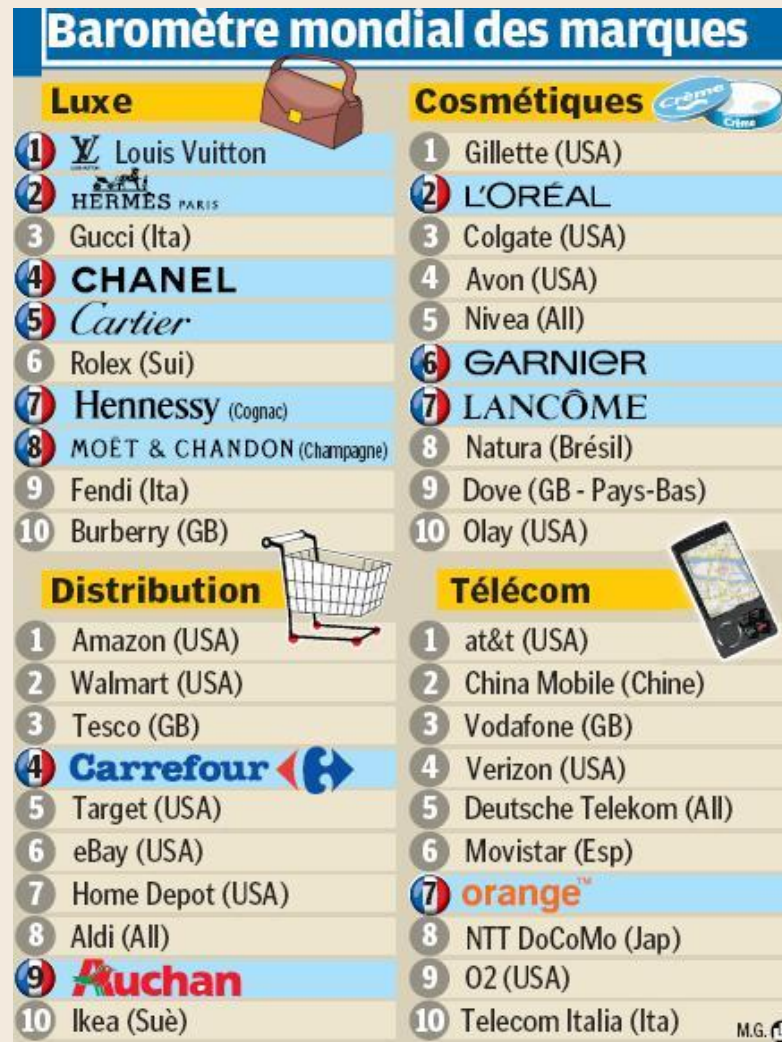 Baromètre mondial des marques
Luxe
1 Louis Vuitton
2 HERMÈS PARIS
3 Gucci (Ita)
4 CHANEL
5 Cartier
6 Rolex (Sui)
7 Hennessy (Cognac)
8 MOËT & CHANDON (Champagne)
9 Fendi (Ita)
10 Burberry (GB)
Cosmétiques
Crème
Crème
1 Gillette (USA)
2 L'ORÉAL
3 Colgate (USA)
4 Avon (USA)
5 Nivea (All)
6 GARNIER
7 LANCÔME
8 Natura (Brésil)
9 Dove (GB - Pays-Bas)
10 Olay (USA)
Distribution
1 Amazon (USA)
2 Walmart (USA)
3 Tesco (GB)
4 Carrefour
5 Target (USA)
6 eBay (USA)
7 Home Depot (USA)
8 Aldi (All)
9 Auchan
10 Ikea (Suè)
Télécom
1 at&t (USA)
2 China Mobile (Chine)
3 Vodafone (GB)
4 Verizon (USA)
5 Deutsche Telekom (All)
6 Movistar (Esp)
7 orange™
8 NTT DoCoMo (Jap)
9 O2 (USA)
10 Telecom Italia (Ita)
M.G.